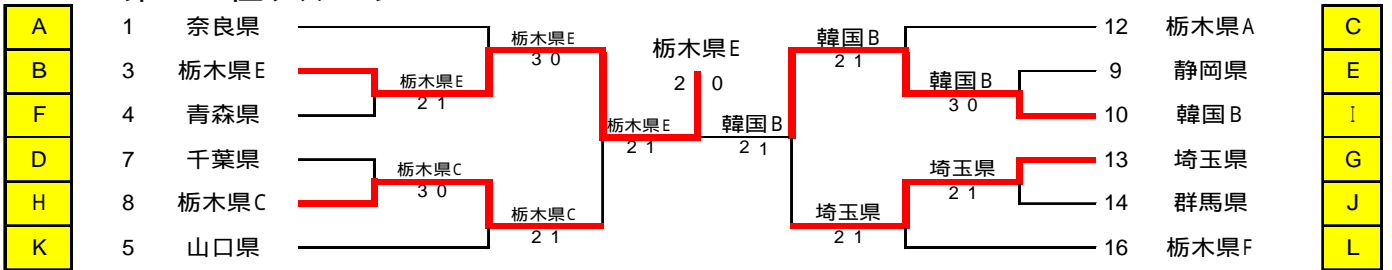 A 1 奈良県 12 栃木県A C
栃木県E 栃木県E 韓国B
3 0 2 1
B 3 栃木県E 9 静岡県 E
栃木県E 2 0 韓国B
2 1 3 0
F 4 青森県 10 韓国B I
栃木県E 韓国B
2 1 2 1
D 7 千葉県 13 埼玉県 G
栃木県C 埼玉県
3 0 2 1
H 8 栃木県C 14 群馬県 J
栃木県C 埼玉県
2 1 2 1
K 5 山口県 16 栃木県F L